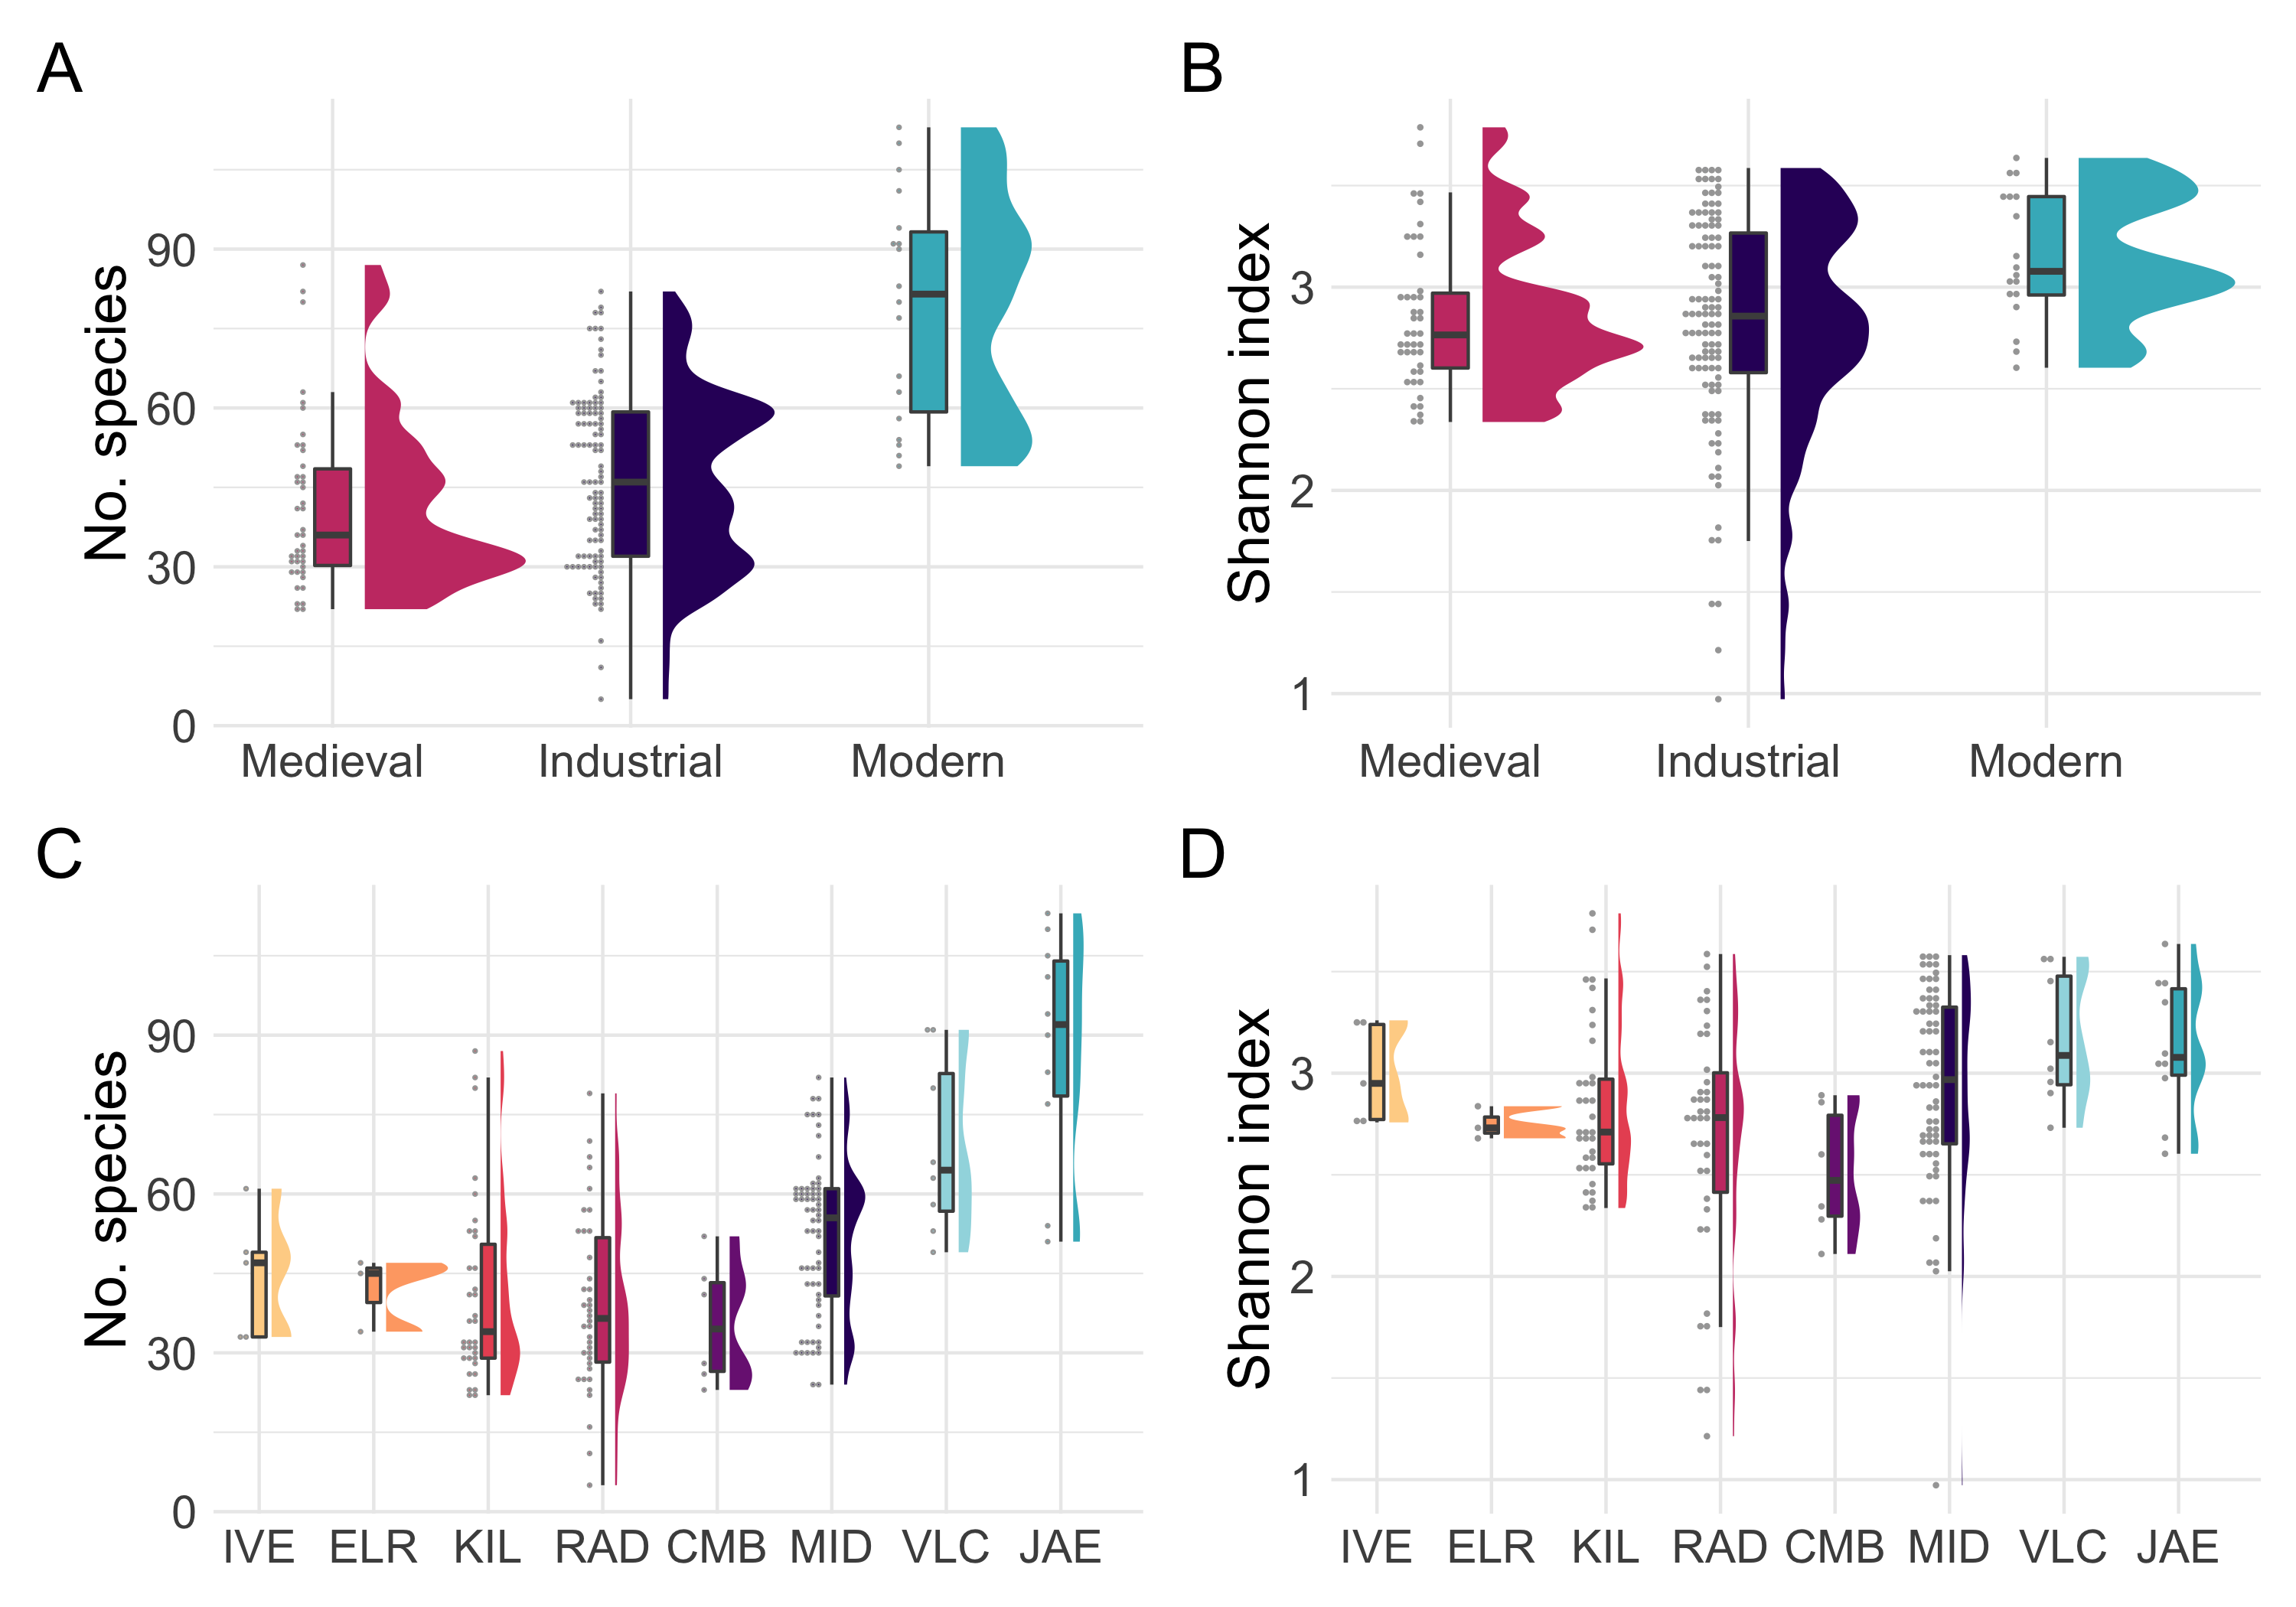 A
No. species
90
60
30
0
Medieval Industrial Modern
B
Shannon index
3
2
1
Medieval Industrial Modern
C
No. species
90
60
30
0
IVE ELR KIL RAD CMB MID VLC JAE
D
Shannon index
3
2
1
IVE ELR KIL RAD CMB MID VLC JAE